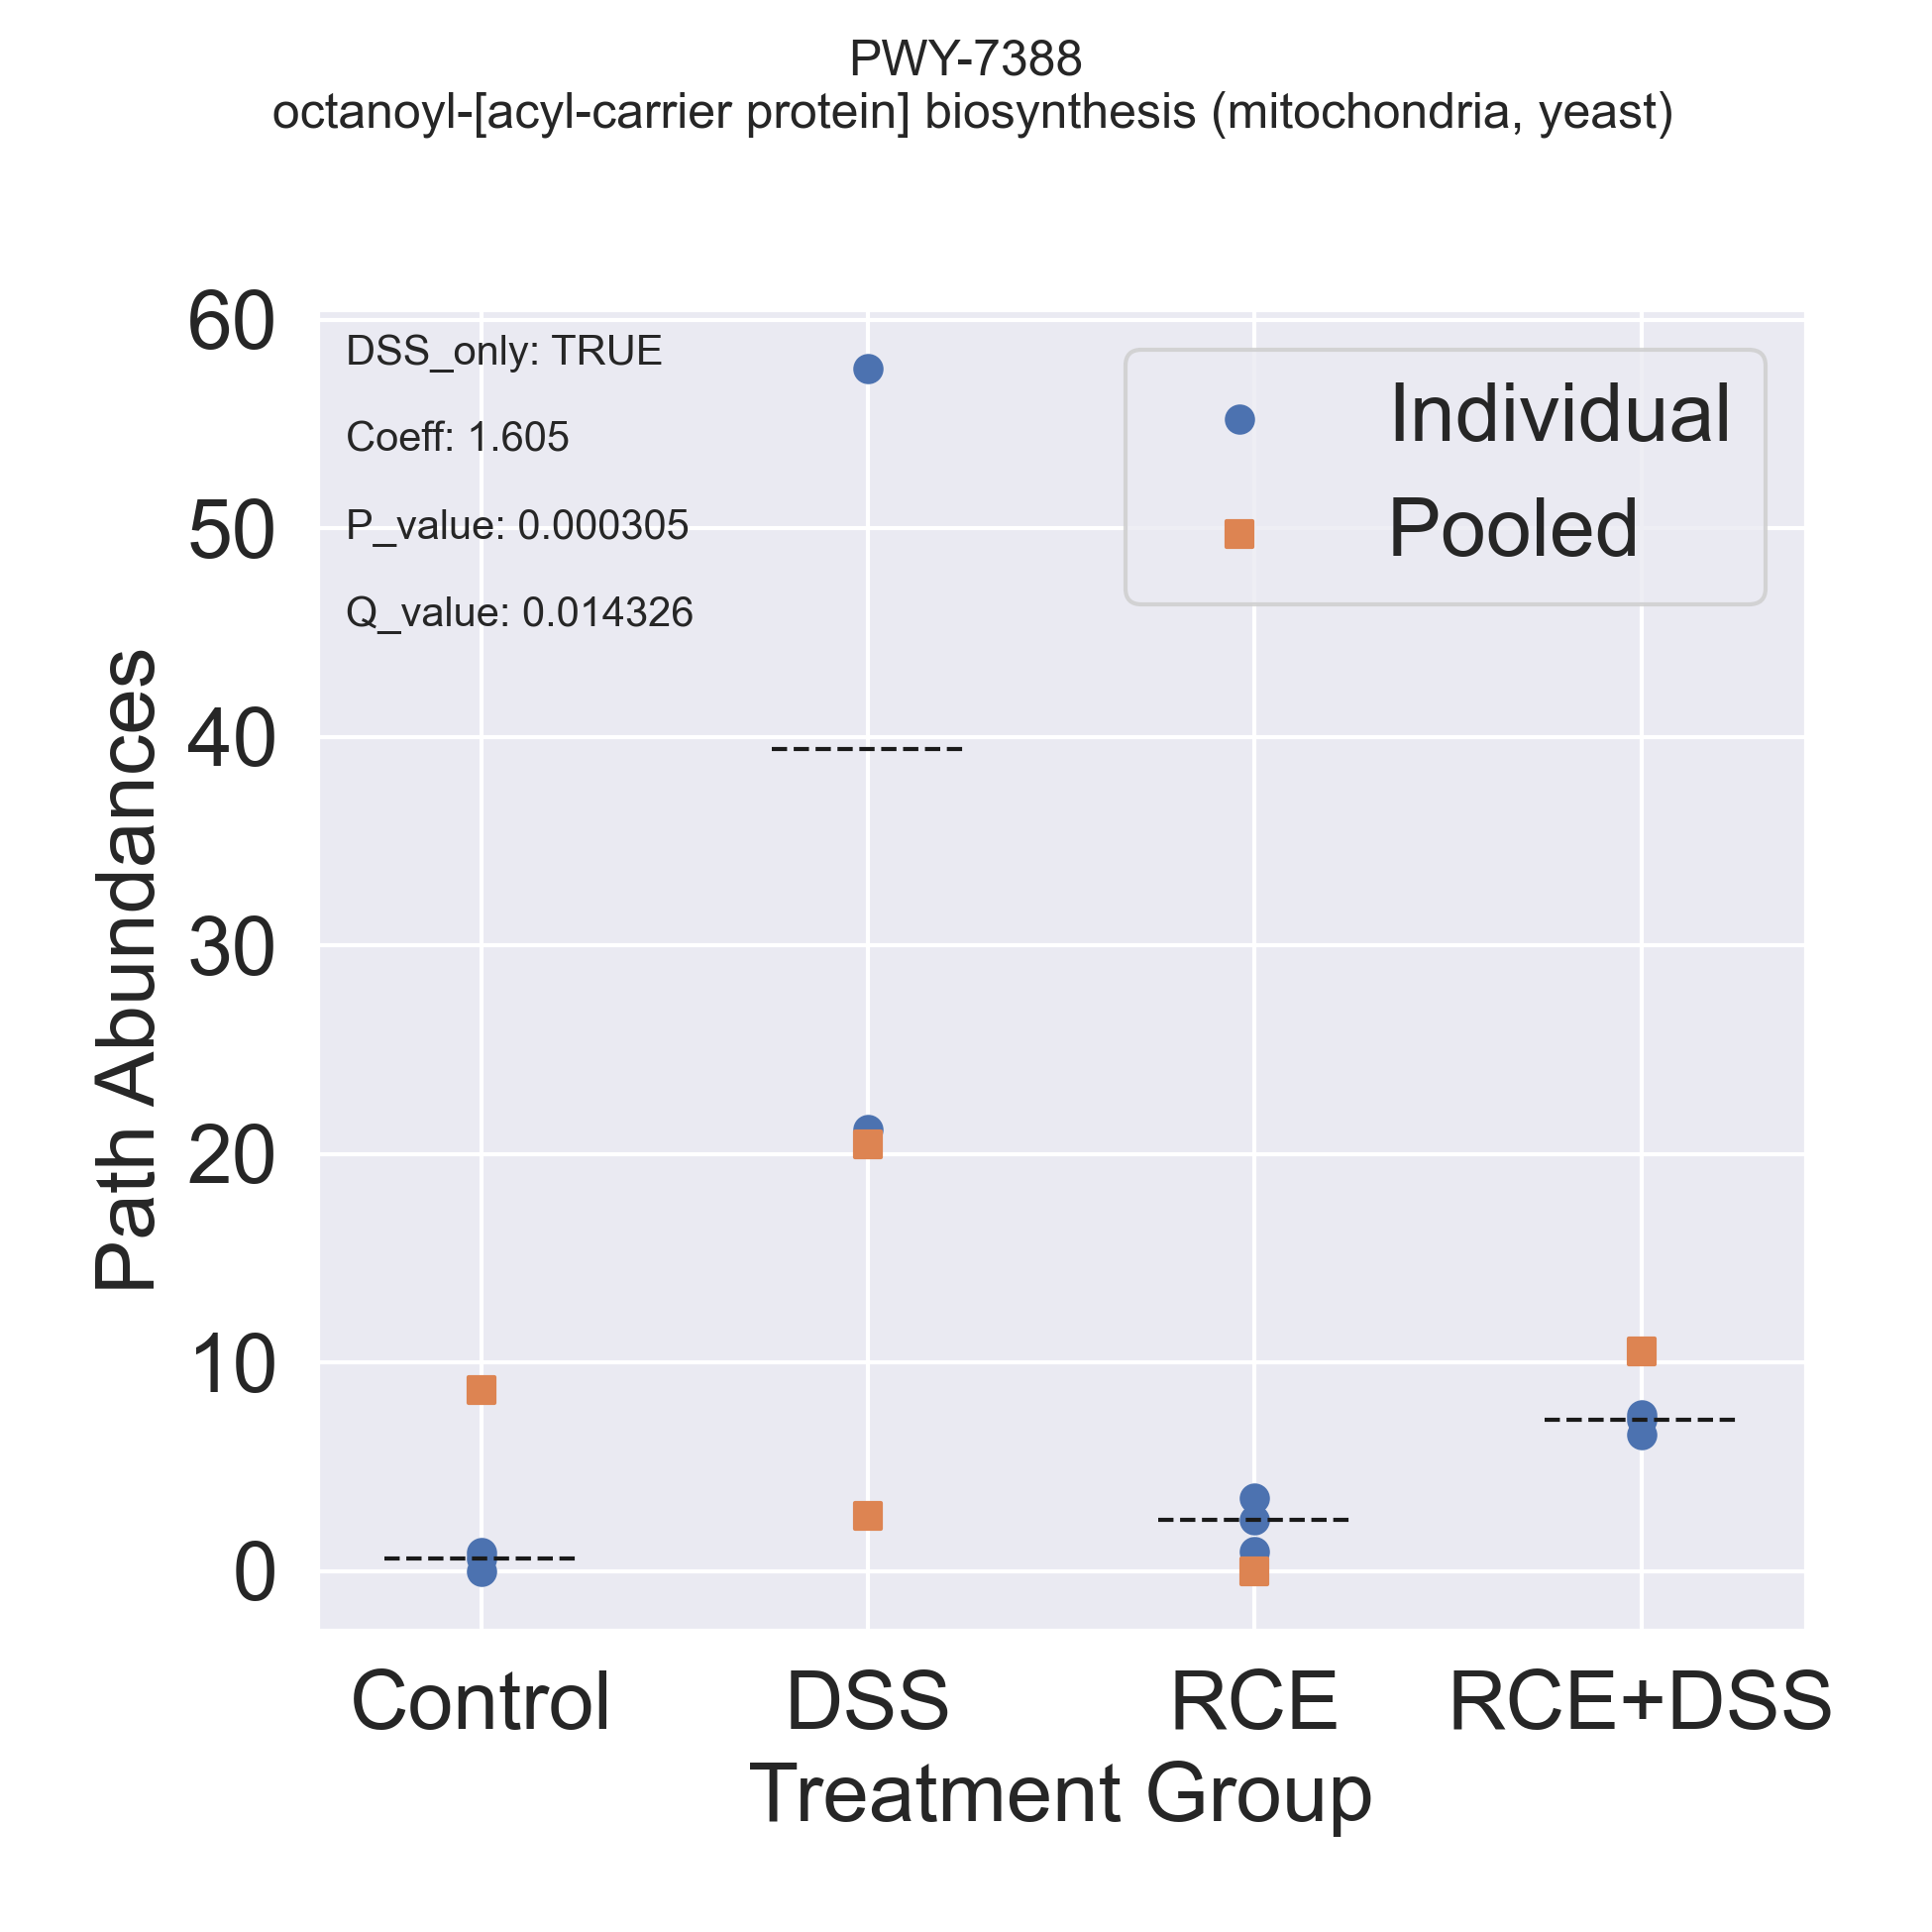 PWY-7388
octanoyl-[acyl-carrier protein] biosynthesis (mitochondria, yeast)
60
50
40
30
20
10
0
Path Abundances
DSS_only: TRUE
Coeff: 1.605
P_value: 0.000305
Q_value: 0.014326
Individual
Pooled
Control DSS RCE RCE+DSS
Treatment Group